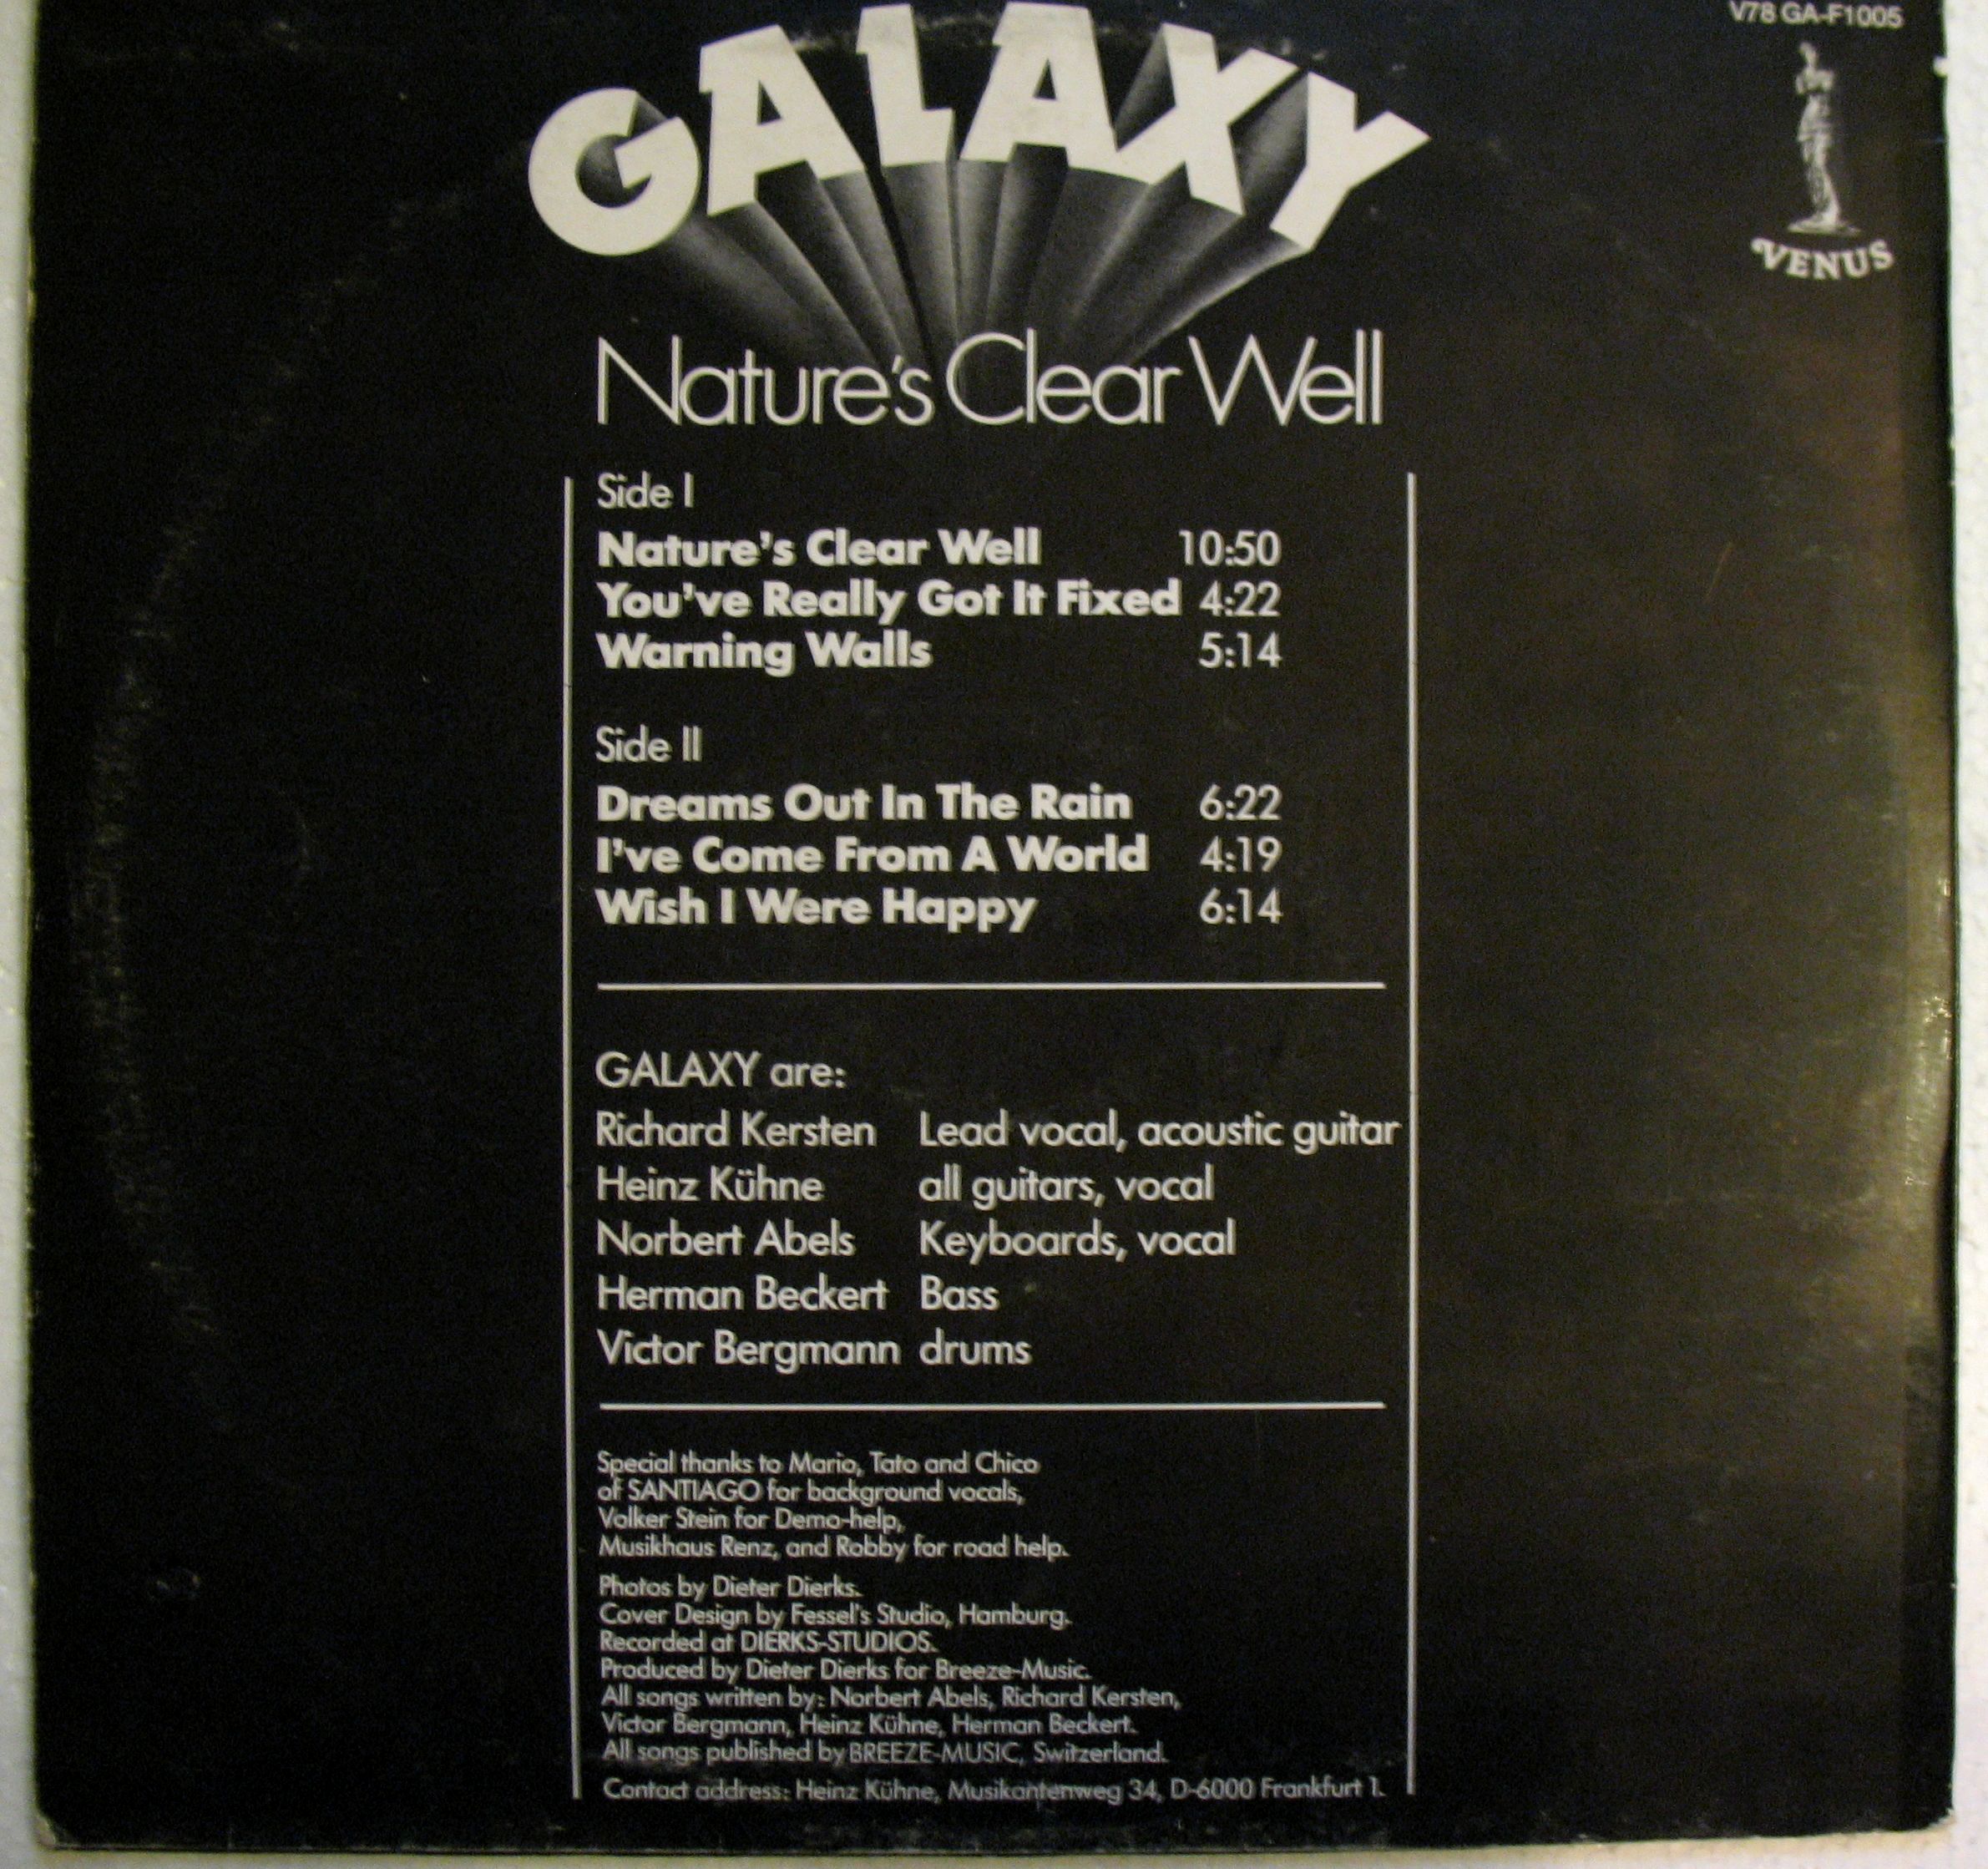 V78 GA-F1005
GALAXY
VENUS
Nature's Clear Well
Side I
Nature's Clear Well 10:50
You've Really Got It Fixed 4:22
Warning Walls 5:14
Side II
Dreams Out In The Rain 6:22
I've Come From A World 4:19
Wish I Were Happy 6:14
GALAXY are:
Richard Kersten Lead vocal, acoustic guitar
Heinz Kühne all guitars, vocal
Norbert Abels Keyboards, vocal
Herman Beckert Bass
Victor Bergmann drums
Special thanks to Mario, Tato and Chico
of SANTIAGO for background vocals,
Volker Stein for Demo-help,
Musikhaus Renz, and Robby for road help.
Photos by Dieter Dierks.
Cover Design by Fessel's Studio, Hamburg.
Recorded at DIERKS-STUDIOS.
Produced by Dieter Dierks for Breeze-Music.
All songs written by: Norbert Abels, Richard Kersten,
Victor Bergmann, Heinz Kühne, Herman Beckert.
All songs published by BREEZE-MUSIC, Switzerland.
Contact address: Heinz Kühne, Musikantenweg 34, D-6000 Frankfurt 1.